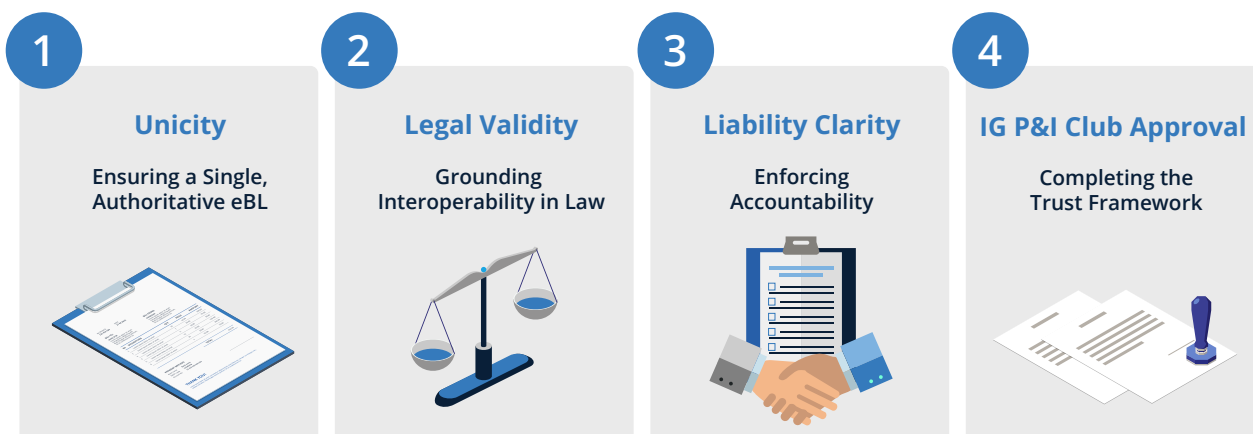 1
Unicity
Ensuring a Single,
Authoritative eBL
2
Legal Validity
Grounding
Interoperability in Law
3
Liability Clarity
Enforcing
Accountability
4
IG P&I Club Approval
Completing the
Trust Framework